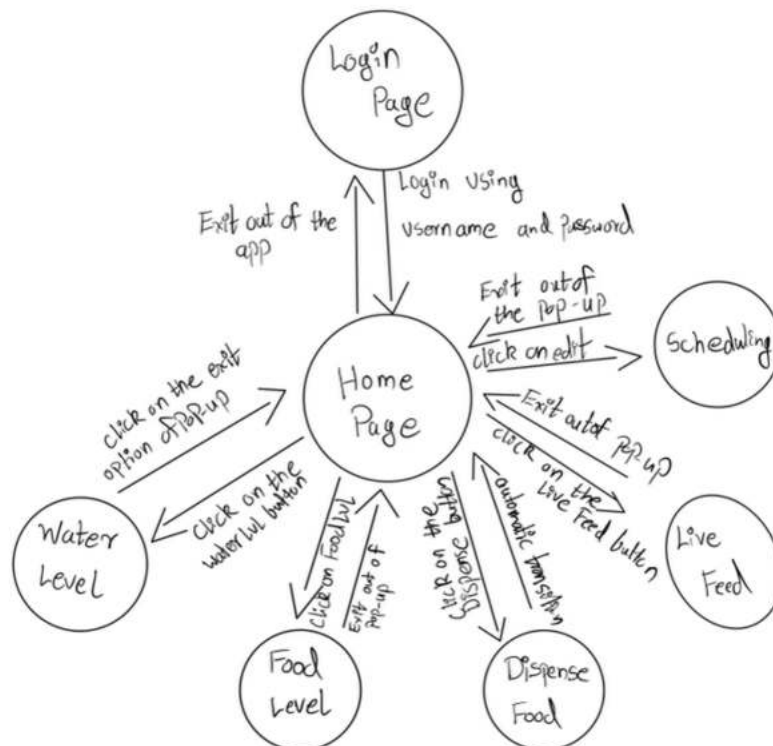 Login
Page
Exit out of the
app
Login using
username and password
Exit out of
the Pop-up
click on edit
Scheduling
Home
Page
click on the exit
option of Pop-up
click on the
water lvl button
Water
Level
click on Food lvl
Exit out of
Pop-up
Food
Level
Click on the
Dispense button
automatic transition
Dispense
Food
Exit out of pop-up
click on the
Live Feed button
Live
Feed